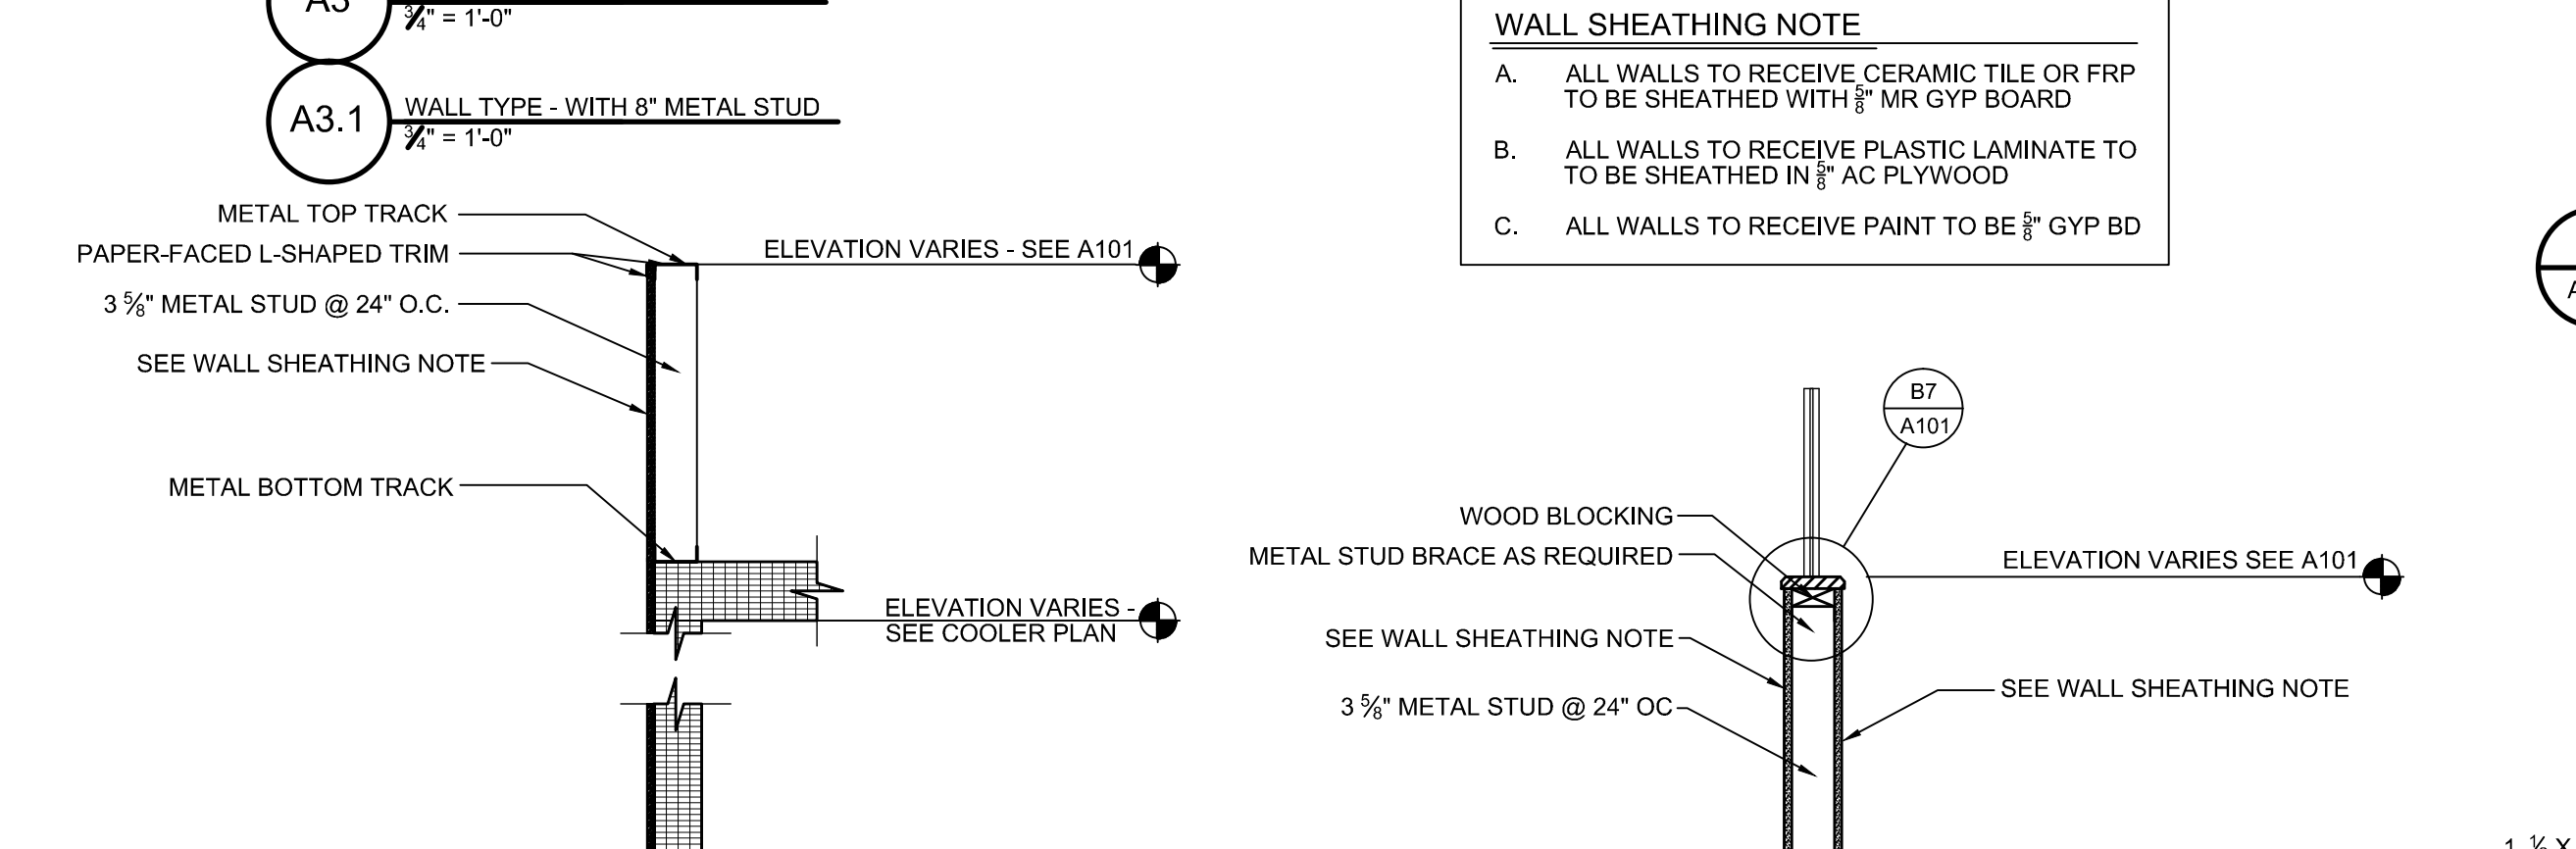 A3
3/4" = 1'-0"
A3.1
WALL TYPE - WITH 8" METAL STUD
3/4" = 1'-0"
METAL TOP TRACK
PAPER-FACED L-SHAPED TRIM
3 5/8" METAL STUD @ 24" O.C.
SEE WALL SHEATHING NOTE
METAL BOTTOM TRACK
ELEVATION VARIES - SEE A101
ELEVATION VARIES -
SEE COOLER PLAN
WALL SHEATHING NOTE
A. ALL WALLS TO RECEIVE CERAMIC TILE OR FRP
TO BE SHEATHED WITH 5/8" MR GYP BOARD
B. ALL WALLS TO RECEIVE PLASTIC LAMINATE TO
TO BE SHEATHED IN 5/8" AC PLYWOOD
C. ALL WALLS TO RECEIVE PAINT TO BE 5/8" GYP BD
B7
A101
WOOD BLOCKING
METAL STUD BRACE AS REQUIRED
ELEVATION VARIES SEE A101
SEE WALL SHEATHING NOTE
3 5/8" METAL STUD @ 24" OC
SEE WALL SHEATHING NOTE